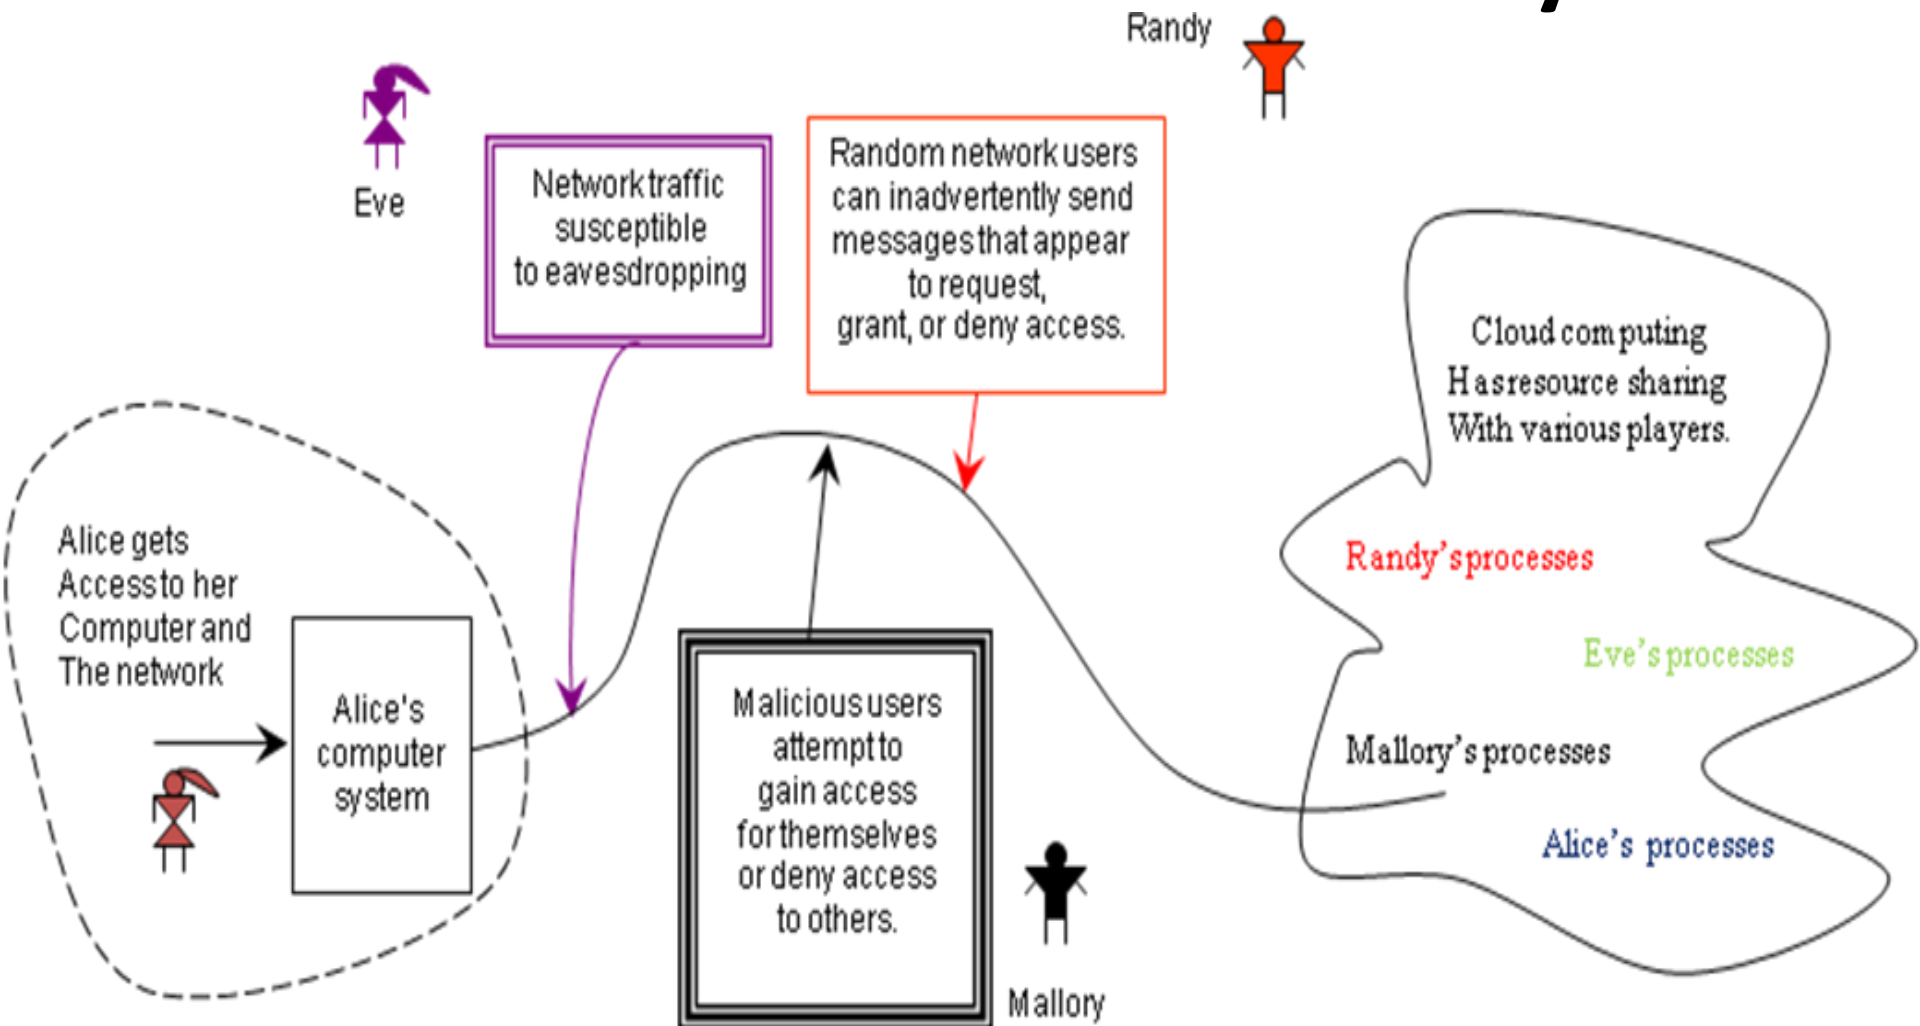 Randy
Eve
Network traffic
susceptible
to eavesdropping
Random network users
can inadvertently send
messages that appear
to request,
grant, or deny access.
Cloud computing
Has resource sharing
With various players.
Alice gets
Access to her
Computer and
The network
Alice's
computer
system
Malicious users
attempt to
gain access
for themselves
or deny access
to others.
Mallory
Randy’s processes
Eve’s processes
Mallory’s processes
Alice’s processes